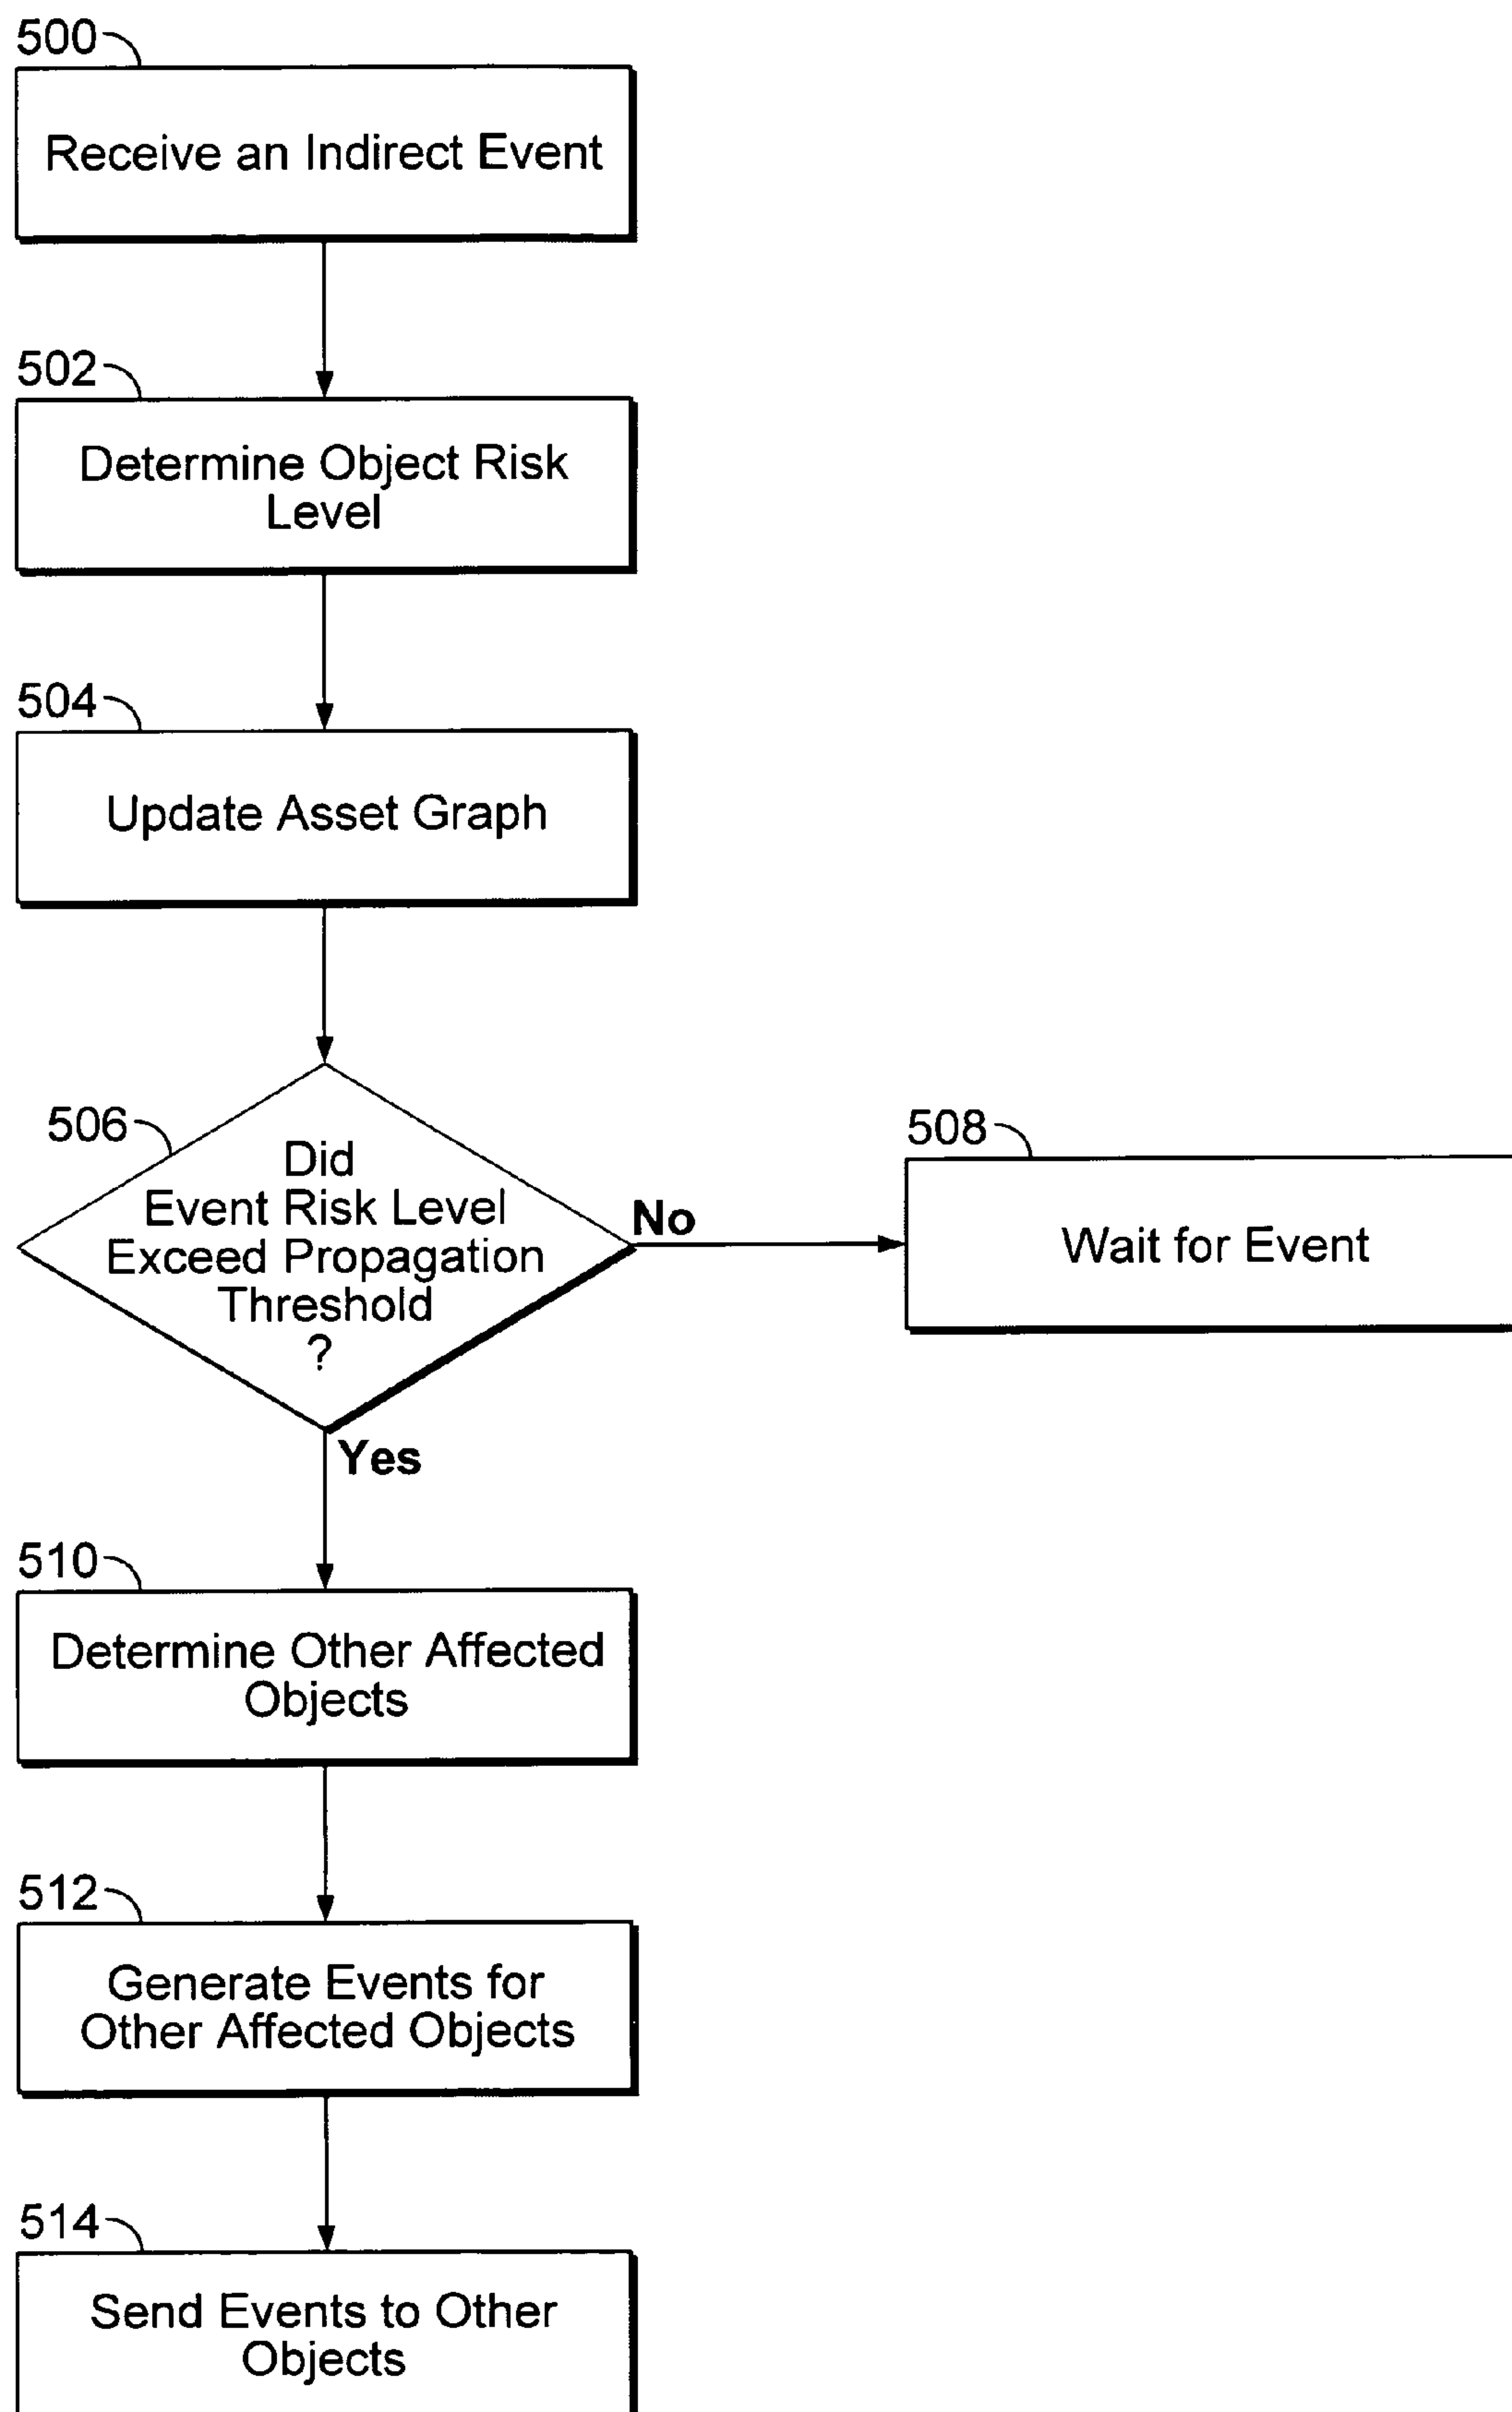 500
Receive an Indirect Event
502
Determine Object Risk
Level
504
Update Asset Graph
506
Did
Event Risk Level
Exceed Propagation
Threshold
?
No
508
Wait for Event
Yes
510
Determine Other Affected
Objects
512
Generate Events for
Other Affected Objects
514
Send Events to Other
Objects